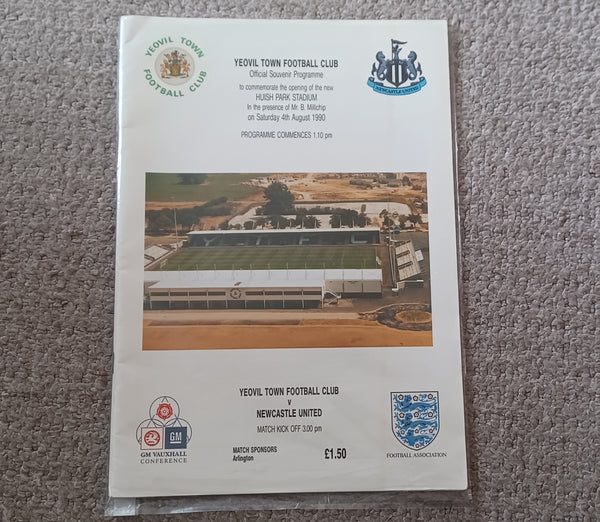 YEOVIL TOWN
FOOTBALL CLUB
YEOVIL TOWN FOOTBALL CLUB
Official Souvenir Programme
to commemorate the opening of the new
HUISH PARK STADIUM
In the presence of Mr. B. Millichip
on Saturday 4th August 1990
PROGRAMME COMMENCES 1.10 pm
NEWCASTLE UNITED
YEOVIL TOWN FOOTBALL CLUB
v
NEWCASTLE UNITED
MATCH KICK OFF 3.00 pm
MATCH SPONSORS
Arlington
£1.50
GM
GM VAUXHALL
CONFERENCE
FOOTBALL ASSOCIATION